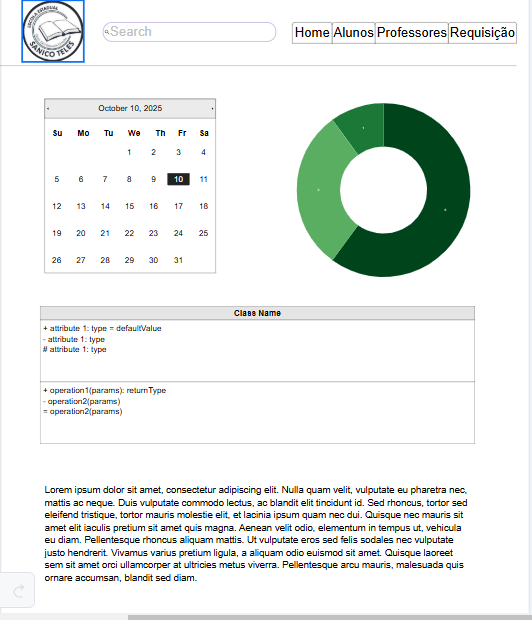 ESCOLA ESTADUAL
SANICO TELES
Search
Home Alunos Professores Requisição
October 10, 2025
Su Mo Tu We Th Fr Sa
1 2 3 4
5 6 7 8 9 10 11
12 13 14 15 16 17 18
19 20 21 22 23 24 25
26 27 28 29 30 31
Class Name
+ attribute 1: type = defaultValue
- attribute 1: type
# attribute 1: type
+ operation1(params): returnType
- operation2(params)
= operation2(params)
Lorem ipsum dolor sit amet, consectetur adipiscing elit. Nulla quam velit, vulputate eu pharetra nec,
mattis ac neque. Duis vulputate commodo lectus, ac blandit elit tincidunt id. Sed rhoncus, tortor sed
eleifend tristique, tortor mauris molestie elit, et lacinia ipsum quam nec dui. Quisque nec mauris sit
amet elit iaculis pretium sit amet quis magna. Aenean velit odio, elementum in tempus ut, vehicula
eu diam. Pellentesque rhoncus aliquam mattis. Ut vulputate eros sed felis sodales nec vulputate
justo hendrerit. Vivamus varius pretium ligula, a aliquam odio euismod sit amet. Quisque laoreet
sem sit amet orci ullamcorper at ultricies metus viverra. Pellentesque arcu mauris, malesuada quis
ornare accumsan, blandit sed diam.